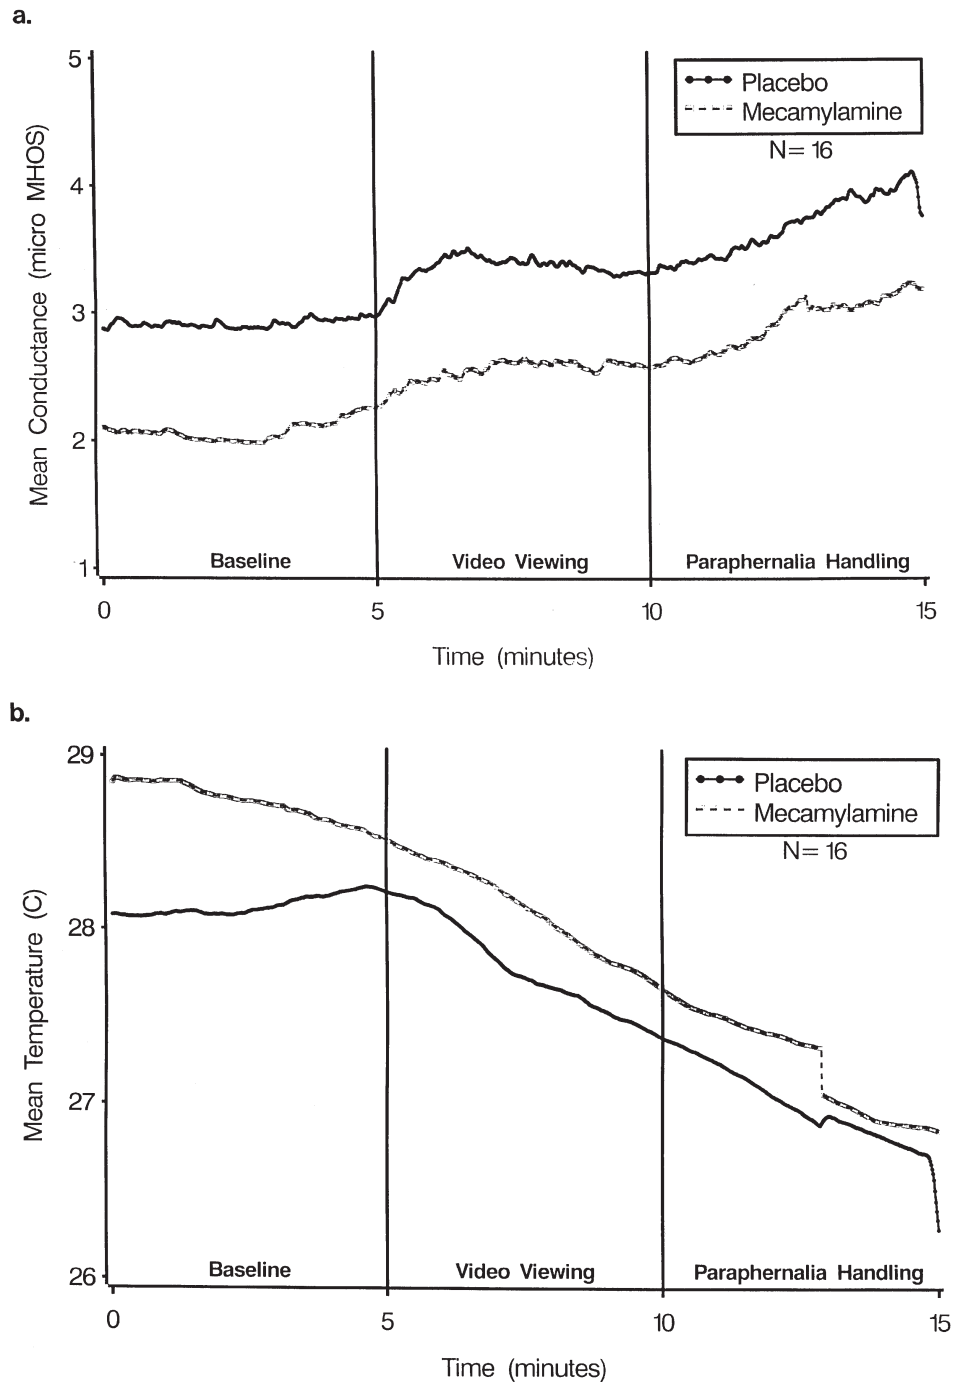 a.
5
4
3
2
1
Mean Conductance (micro MHOS)
Placebo
Mecamylamine
N= 16
Baseline
Video Viewing
Paraphernalia Handling
0
5
10
15
Time (minutes)
b.
29
28
27
26
Mean Temperature (C)
Placebo
Mecamylamine
N= 16
Baseline
Video Viewing
Paraphernalia Handling
0
5
10
15
Time (minutes)